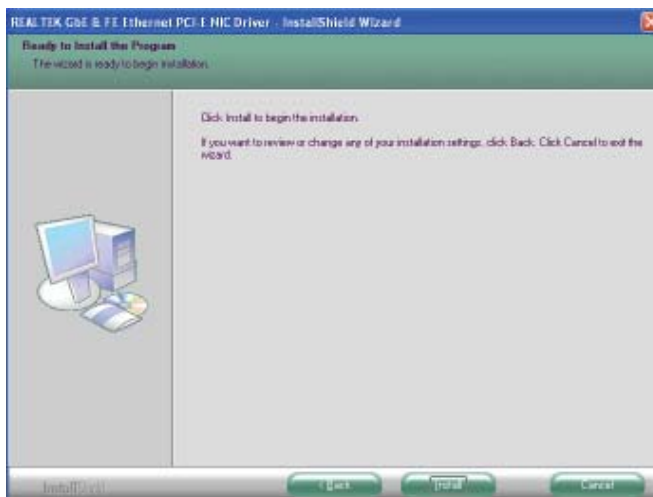 REALTEK GbE & FE Ethernet PCI-E NIC Driver - InstallShield Wizard
Ready to Install the Program
The wizard is ready to begin installation.
Click Install to begin the installation.
If you want to review or change any of your installation settings, click Back. Click Cancel to exit the
wizard.
InstallShield
< Back
Install
Cancel